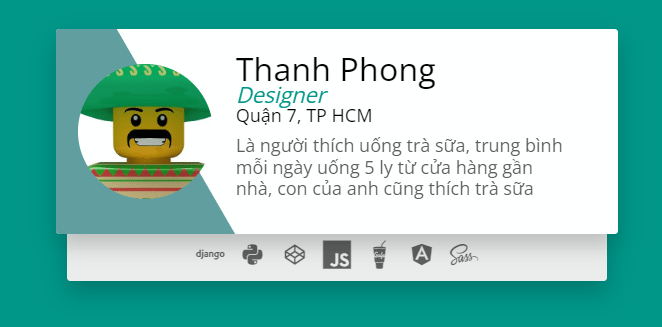 Thanh Phong
Designer
Quận 7, TP HCM
Là người thích uống trà sữa, trung bình
mỗi ngày uống 5 ly từ cửa hàng gần
nhà, con của anh cũng thích trà sữa
django JS Sass